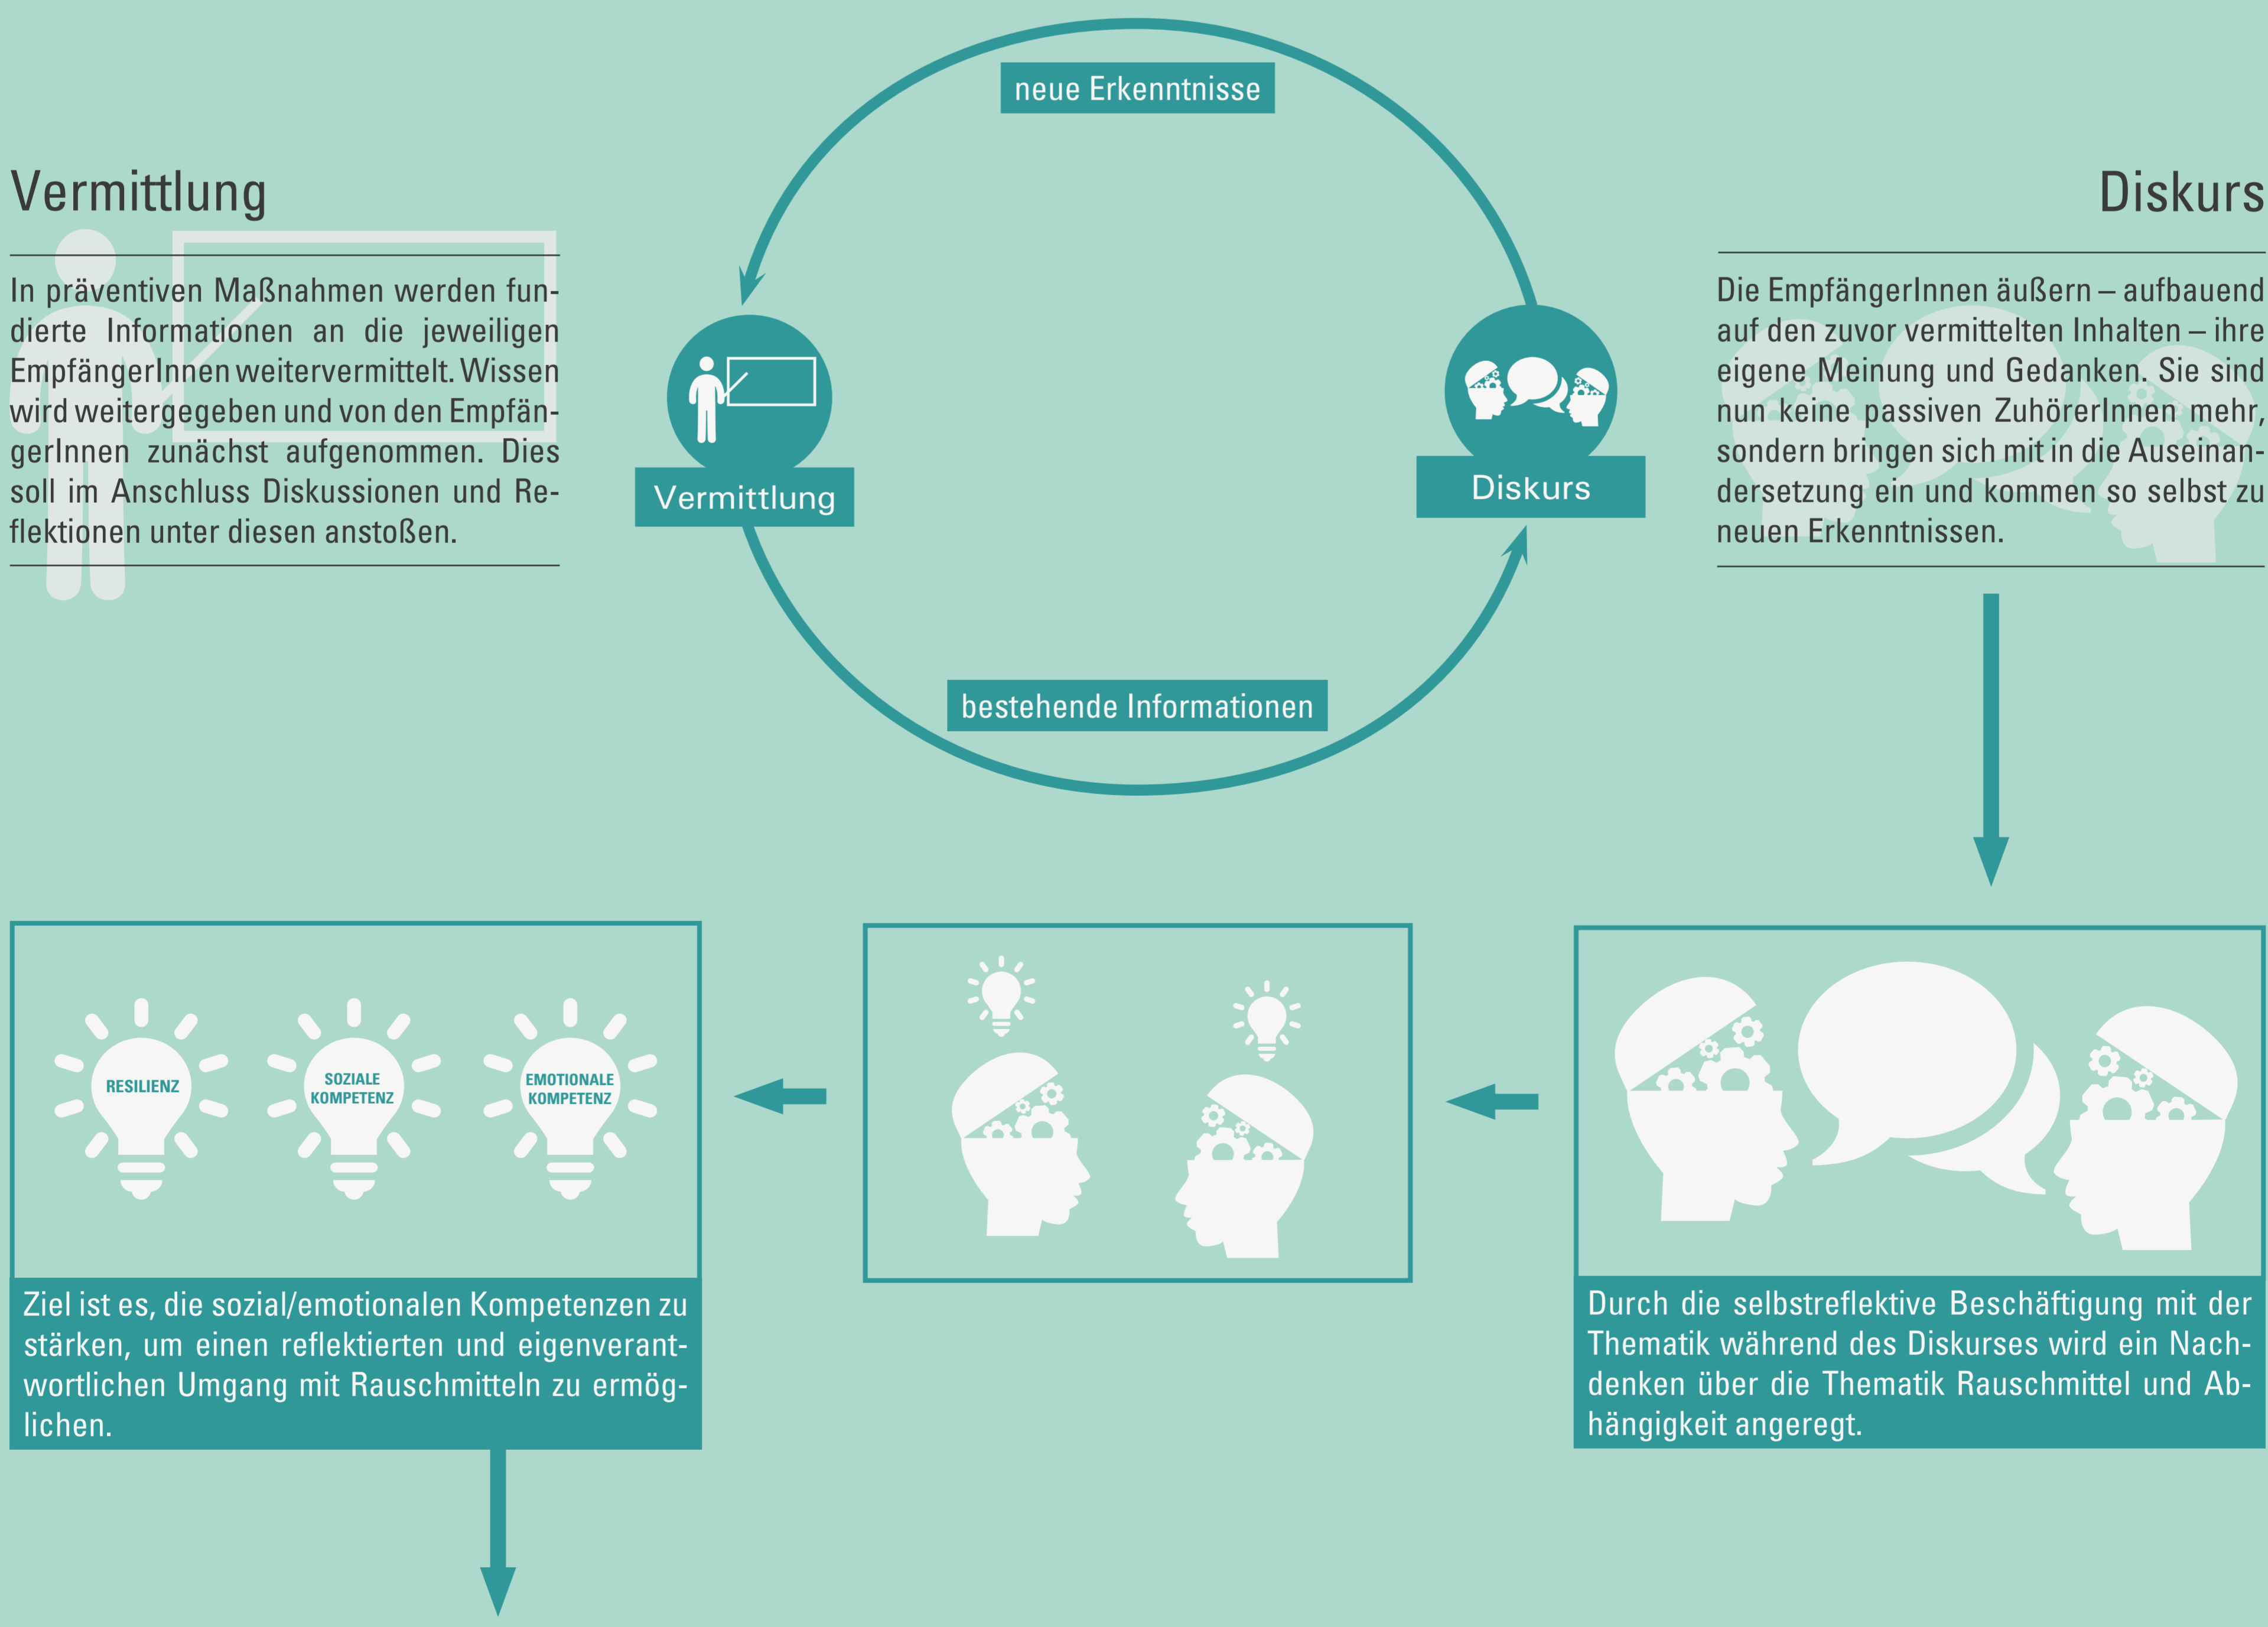 neue Erkenntnisse
Vermittlung
In präventiven Maßnahmen werden fun-
dierte Informationen an die jeweiligen
EmpfängerInnen weitervermittelt. Wissen
wird weitergegeben und von den Empfän-
gerInnen zunächst aufgenommen. Dies
soll im Anschluss Diskussionen und Re-
flektionen unter diesen anstoßen.
Vermittlung
Diskurs
Diskurs
Die EmpfängerInnen äußern – aufbauend
auf den zuvor vermittelten Inhalten – ihre
eigene Meinung und Gedanken. Sie sind
nun keine passiven ZuhörerInnen mehr,
sondern bringen sich mit in die Auseinan-
dersetzung ein und kommen so selbst zu
neuen Erkenntnissen.
bestehende Informationen
RESILIENZ
SOZIALE
KOMPETENZ
EMOTIONALE
KOMPETENZ
Ziel ist es, die sozial/emotionalen Kompetenzen zu
stärken, um einen reflektierten und eigenverant-
wortlichen Umgang mit Rauschmitteln zu ermög-
lichen.
Durch die selbstreflektive Beschäftigung mit der
Thematik während des Diskurses wird ein Nach-
denken über die Thematik Rauschmittel und Ab-
hängigkeit angeregt.